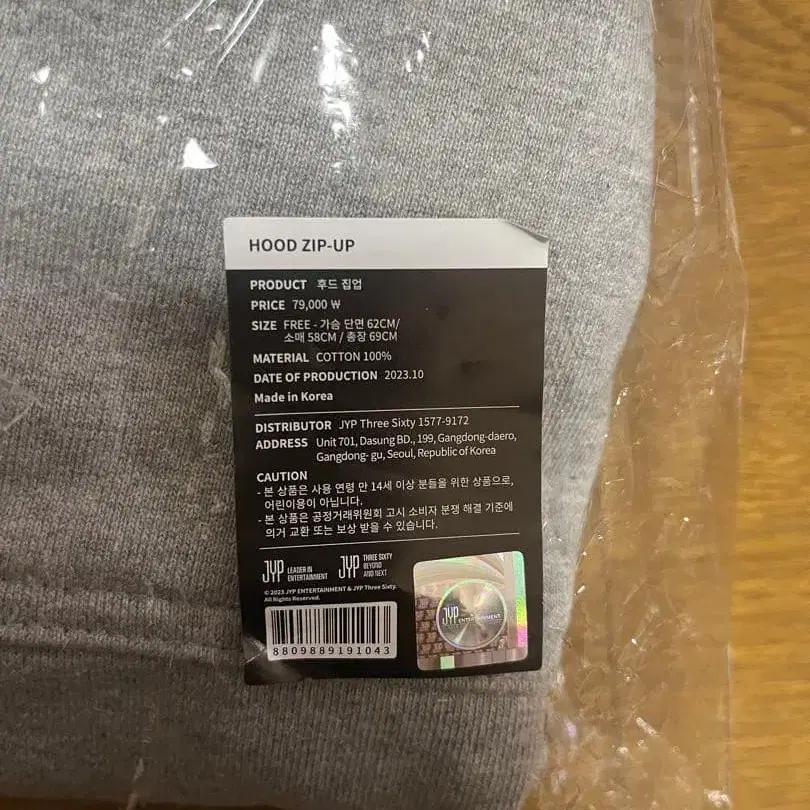 HOOD ZIP-UP
PRODUCT 후드 집업
PRICE 79,000 ₩
SIZE FREE - 가슴 단면 62CM/
소매 58CM / 총장 69CM
MATERIAL COTTON 100%
DATE OF PRODUCTION 2023.10
Made in Korea
DISTRIBUTOR JYP Three Sixty 1577-9172
ADDRESS Unit 701, Dasung BD., 199, Gangdong-daero,
Gangdong- gu, Seoul, Republic of Korea
CAUTION
- 본 상품은 사용 연령 만 14세 이상 분들을 위한 상품으로,
어린이용이 아닙니다.
- 본 상품은 공정거래위원회 고시 소비자 분쟁 해결 기준에
의거 교환 또는 보상 받을 수 있습니다.
JYP LEADER IN
ENTERTAINMENT
JYP THREE SIXTY
BEYOND
AND NEXT
© 2023 JYP ENTERTAINMENT & JYP Three Sixty.
All Rights Reserved.
8809889191043
JYP ENTERTAINMENT